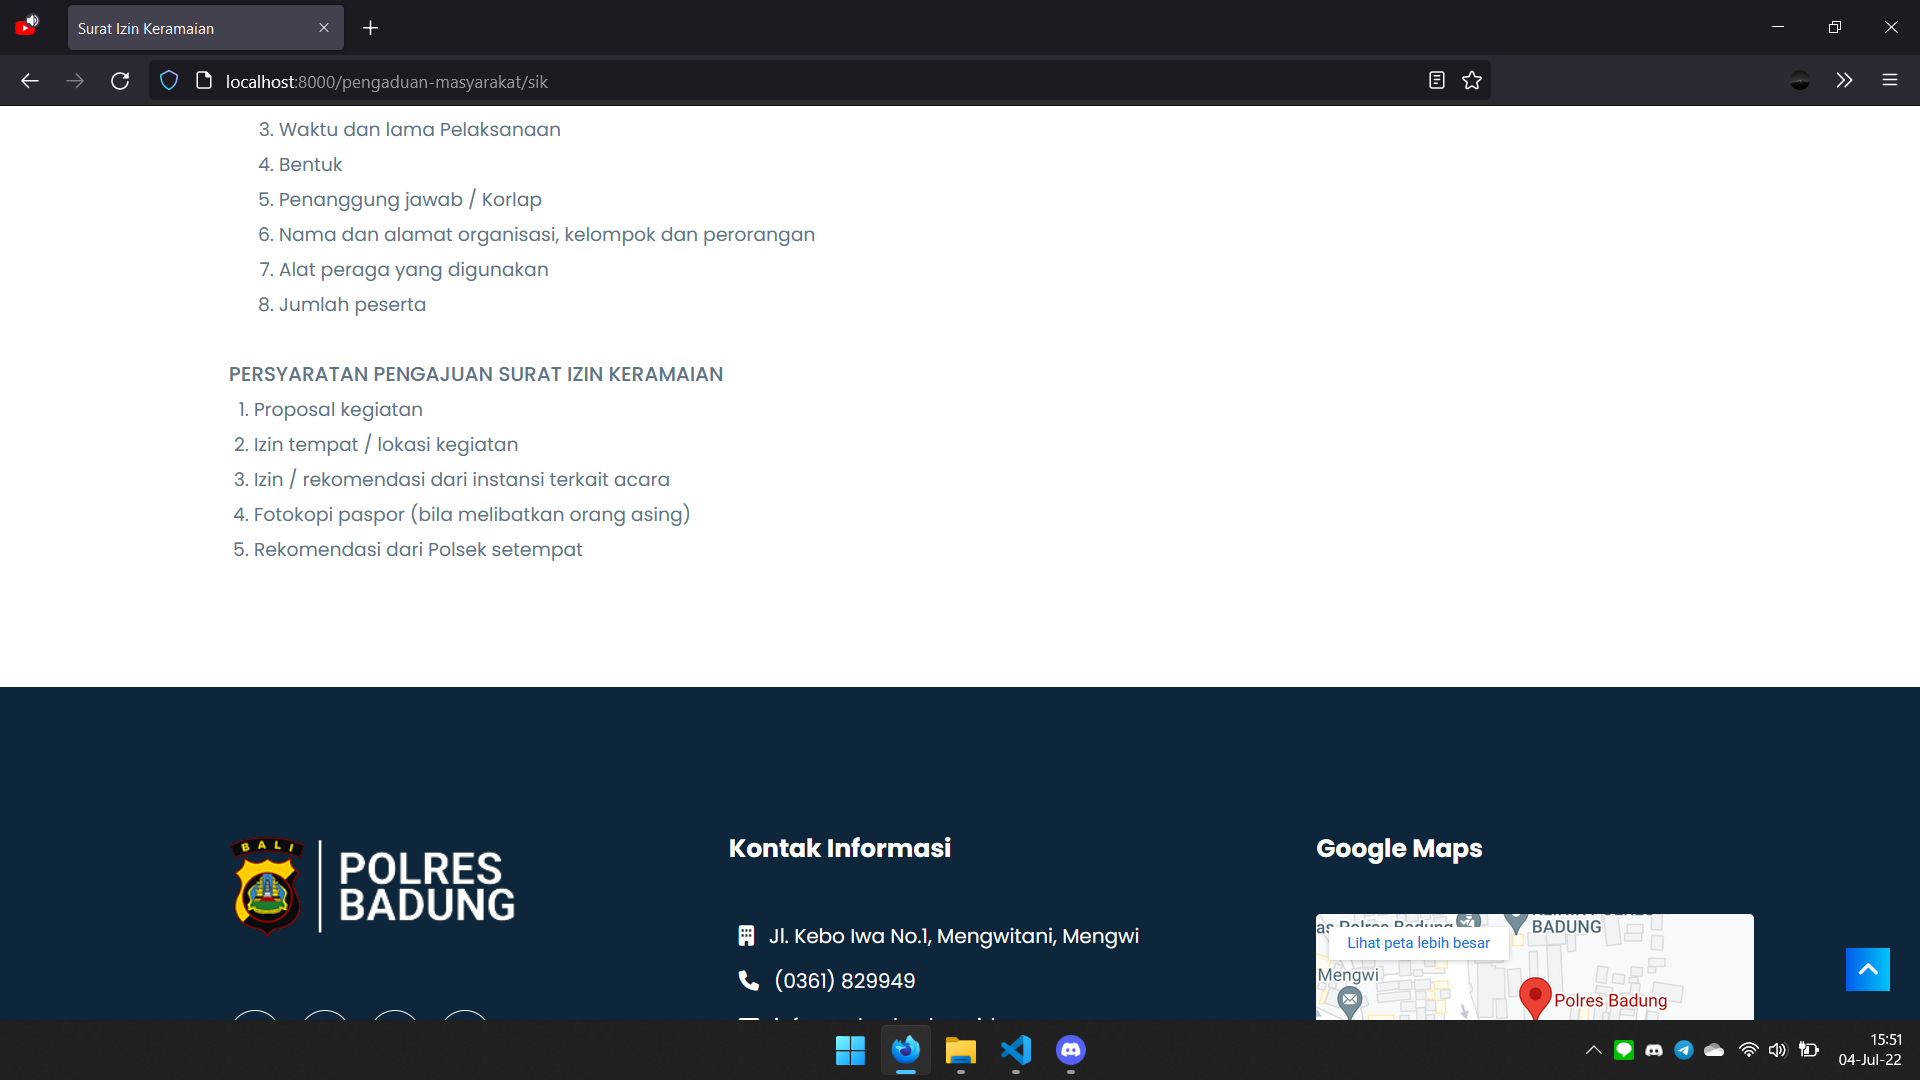 Surat Izin Keramaian
localhost:8000/pengaduan-masyarakat/sik
3. Waktu dan lama Pelaksanaan
4. Bentuk
5. Penanggung jawab / Korlap
6. Nama dan alamat organisasi, kelompok dan perorangan
7. Alat peraga yang digunakan
8. Jumlah peserta
PERSYARATAN PENGAJUAN SURAT IZIN KERAMAIAN
1. Proposal kegiatan
2. Izin tempat / lokasi kegiatan
3. Izin / rekomendasi dari instansi terkait acara
4. Fotokopi paspor (bila melibatkan orang asing)
5. Rekomendasi dari Polsek setempat
BALI
POLRES
BADUNG
Kontak Informasi
Jl. Kebo Iwa No.1, Mengwitani, Mengwi
(0361) 829949
Google Maps
BADUNG
Lihat peta lebih besar
Mengwi
Polres Badung
15:51
04-Jul-22